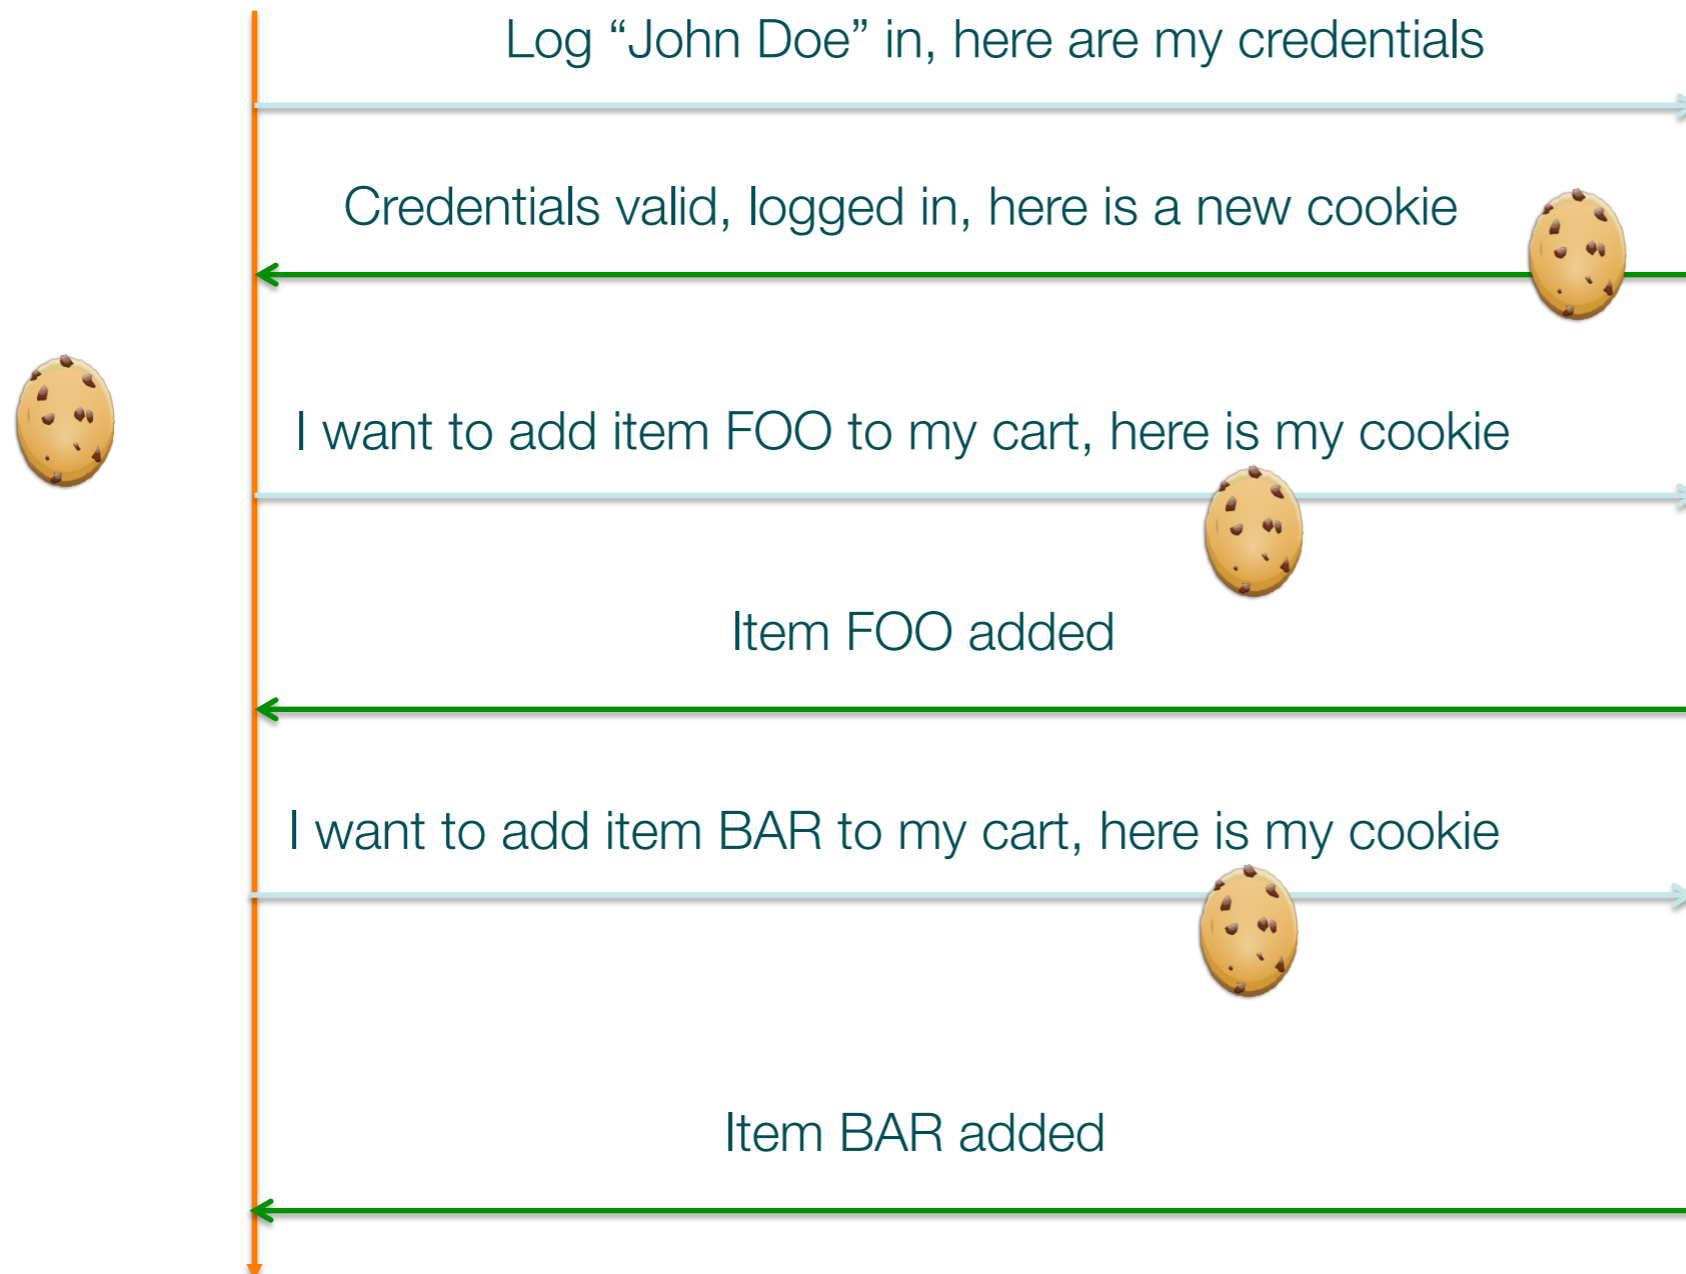 Log “John Doe” in, here are my credentials
Credentials valid, logged in, here is a new cookie
I want to add item FOO to my cart, here is my cookie
Item FOO added
I want to add item BAR to my cart, here is my cookie
Item BAR added